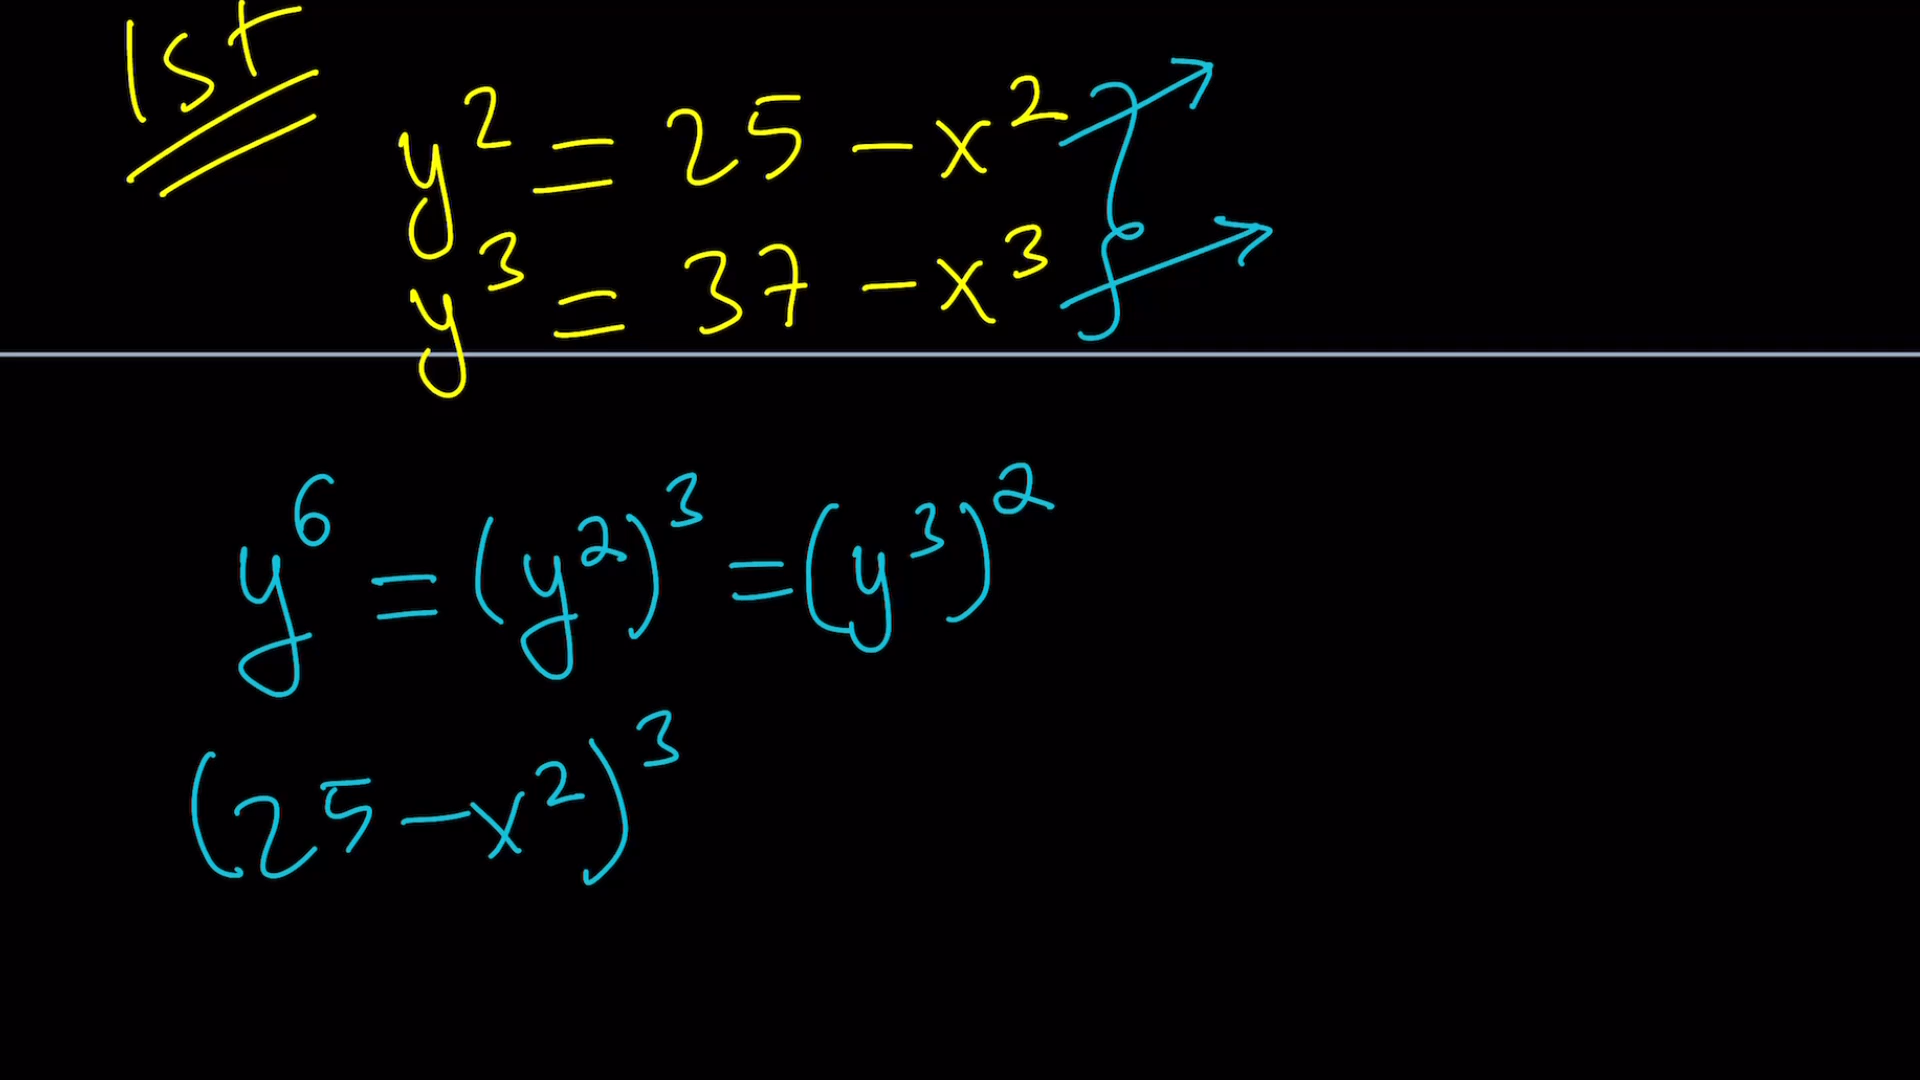 1st
y² = 25 - x²
y³ = 37 - x³
y⁶ = (y²)³ = (y³)²
(25 - x²)³